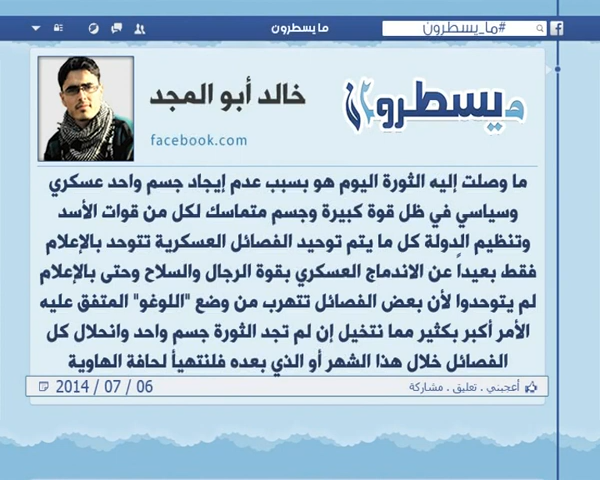 ما يسطرون
#ما_يسطرون
ما يسطرون
خالد أبو المجد
facebook.com
ما وصلت إليه الثورة اليوم هو بسبب عدم إيجاد جسم واحد عسكري
وسياسي في ظل قوة كبيرة وجسم متماسك لكل من قوات الأسد
وتنظيم الدولة كل ما يتم توحيد الفصائل العسكرية تتوحد بالإعلام
فقط بعيداً عن الاندماج العسكري بقوة الرجال والسلاح وحتى بالإعلام
لم يتوحدوا لأن بعض الفصائل تتهرب من وضع "اللوغو" المتفق عليه
الأمر أكبر بكثير مما نتخيل إن لم تجد الثورة جسم واحد وانحلال كل
الفصائل خلال هذا الشهر أو الذي بعده فلنتهيأ لحافة الهاوية
أعجبني . تعليق . مشاركة
2014 / 07 / 06